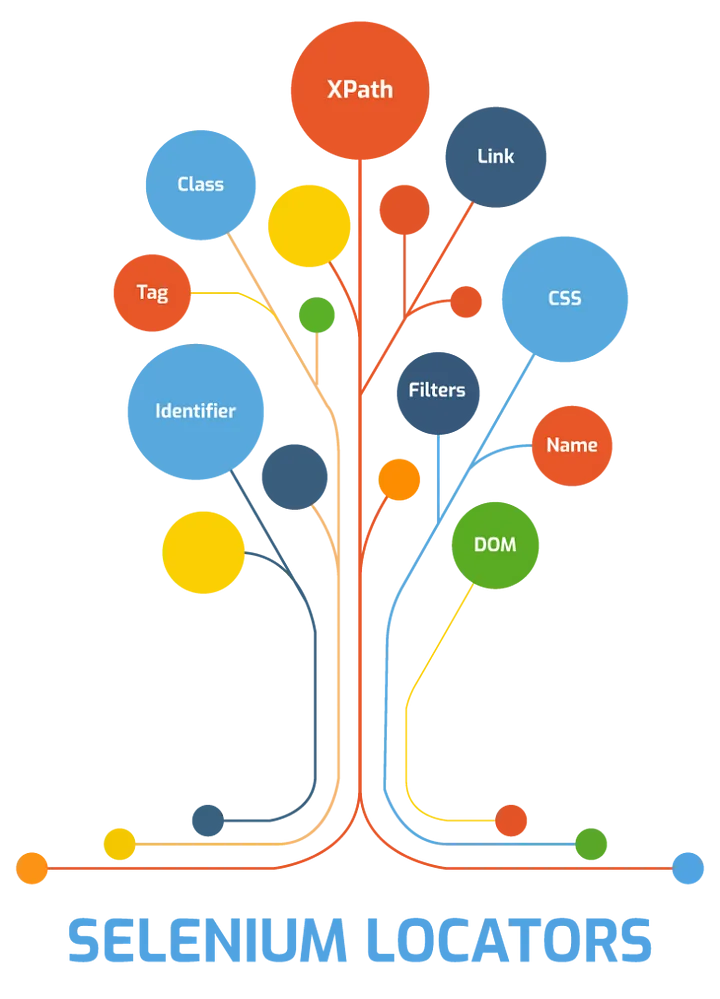 XPath
Link
Class
Tag
CSS
Filters
Identifier
Name
DOM
SELENIUM LOCATORS